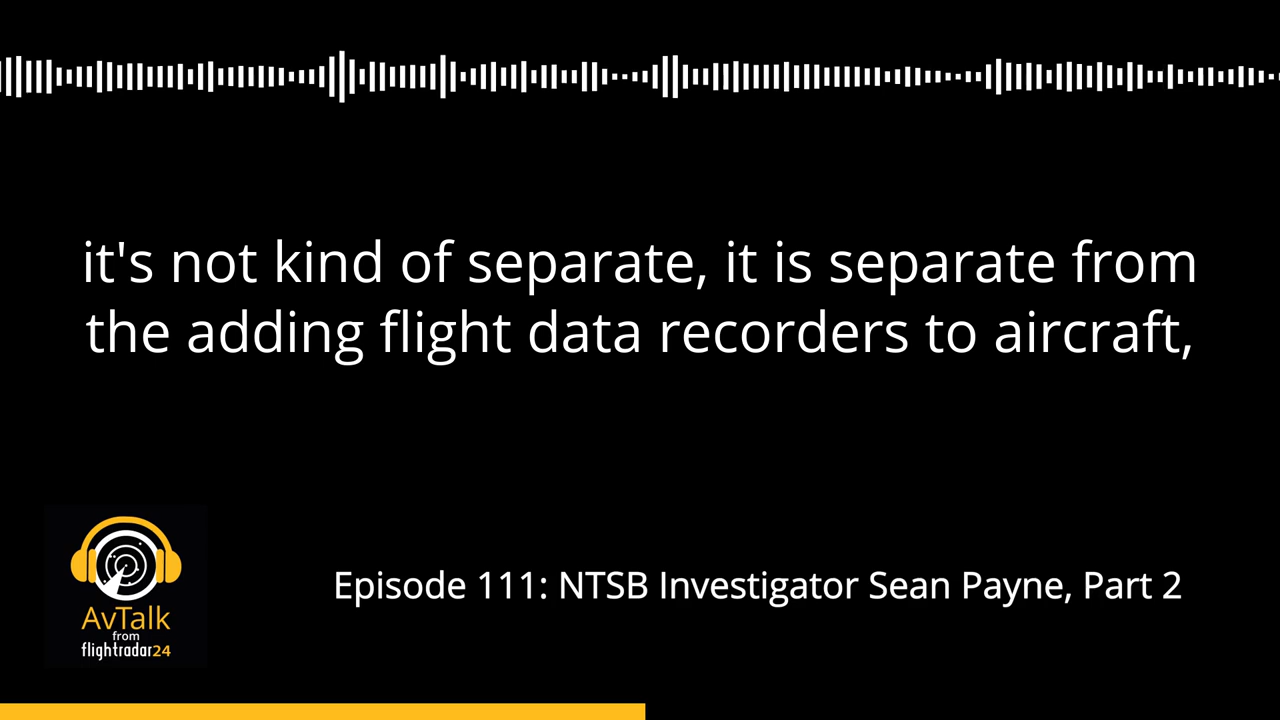 it's not kind of separate, it is separate from
the adding flight data recorders to aircraft,
AvTalk
from
flightradar24
Episode 111: NTSB Investigator Sean Payne, Part 2